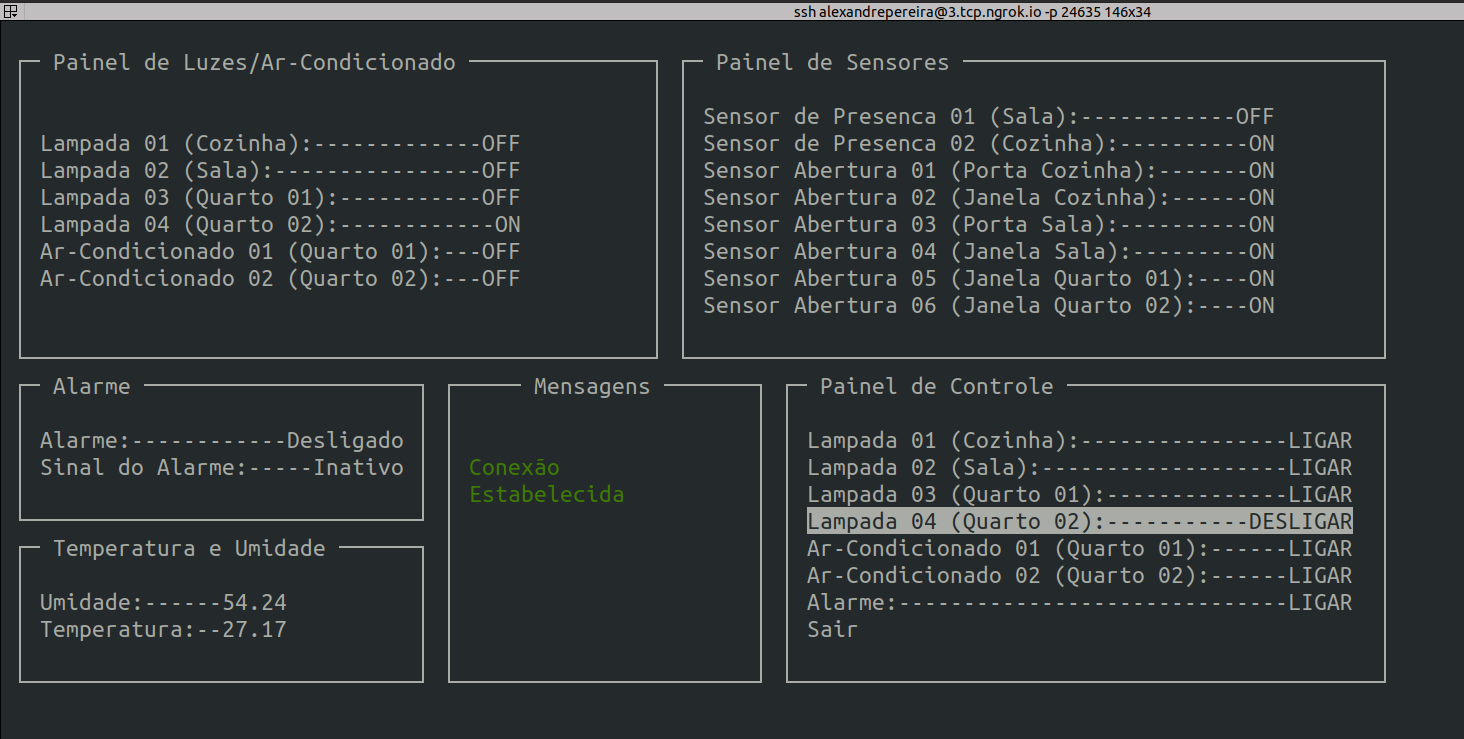 ssh alexandrepereira@3.tcp.ngrok.io -p 24635 146x34
Painel de Luzes/Ar-Condicionado
Lampada 01 (Cozinha):-------------OFF
Lampada 02 (Sala):----------------OFF
Lampada 03 (Quarto 01):-----------OFF
Lampada 04 (Quarto 02):------------ON
Ar-Condicionado 01 (Quarto 01):---OFF
Ar-Condicionado 02 (Quarto 02):---OFF
Painel de Sensores
Sensor de Presenca 01 (Sala):------------OFF
Sensor de Presenca 02 (Cozinha):----------ON
Sensor Abertura 01 (Porta Cozinha):-------ON
Sensor Abertura 02 (Janela Cozinha):------ON
Sensor Abertura 03 (Porta Sala):----------ON
Sensor Abertura 04 (Janela Sala):---------ON
Sensor Abertura 05 (Janela Quarto 01):----ON
Sensor Abertura 06 (Janela Quarto 02):----ON
Alarme
Alarme:------------Desligado
Sinal do Alarme:-----Inativo
Temperatura e Umidade
Umidade:------54.24
Temperatura:--27.17
Mensagens
Conexão
Estabelecida
Painel de Controle
Lampada 01 (Cozinha):----------------LIGAR
Lampada 02 (Sala):-------------------LIGAR
Lampada 03 (Quarto 01):--------------LIGAR
Lampada 04 (Quarto 02):-----------DESLIGAR
Ar-Condicionado 01 (Quarto 01):------LIGAR
Ar-Condicionado 02 (Quarto 02):------LIGAR
Alarme:------------------------------LIGAR
Sair